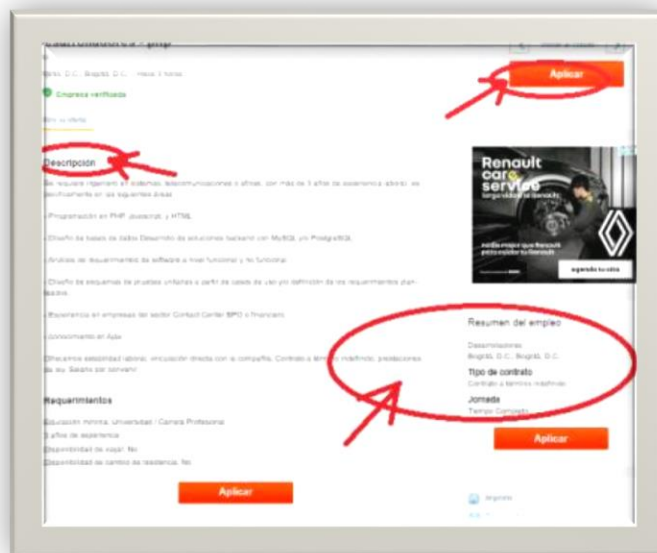 Aplicar
Bogotá, D.C.
Empresa verificada
Descripción
Se requiere ingeniero en sistemas, telecomunicaciones o afines, con más de 3 años de experiencia
en las siguientes áreas
- Programación en PHP, Javascript y HTML
- Diseño de bases de datos Desarrollo de soluciones backend con MySQL y/o PostgreSQL
- Análisis de requerimientos de software a nivel funcional y no funcional
- Diseño de esquemas de pruebas unitarias a partir de casos de uso y/o definición de los requerimientos
- Experiencia en empresas del sector Contact Center BPO o financiero
- conocimiento en Ajax
Ofrecemos estabilidad laboral, vinculación directa con la compañía. Contrato a término indefinido, prestaciones
de ley. Salario por convenir
Requerimientos
Educación mínima: Universidad / Carrera Profesional
3 años de experiencia
Disponibilidad de viajar: No
Disponibilidad de cambio de residencia: No
Aplicar
Renault
care
service
agenda tu cita
Resumen del empleo
Bogotá, D.C., Bogotá, D.C.
Tipo de contrato
Contrato a término indefinido
Jornada
Tiempo Completo
Aplicar